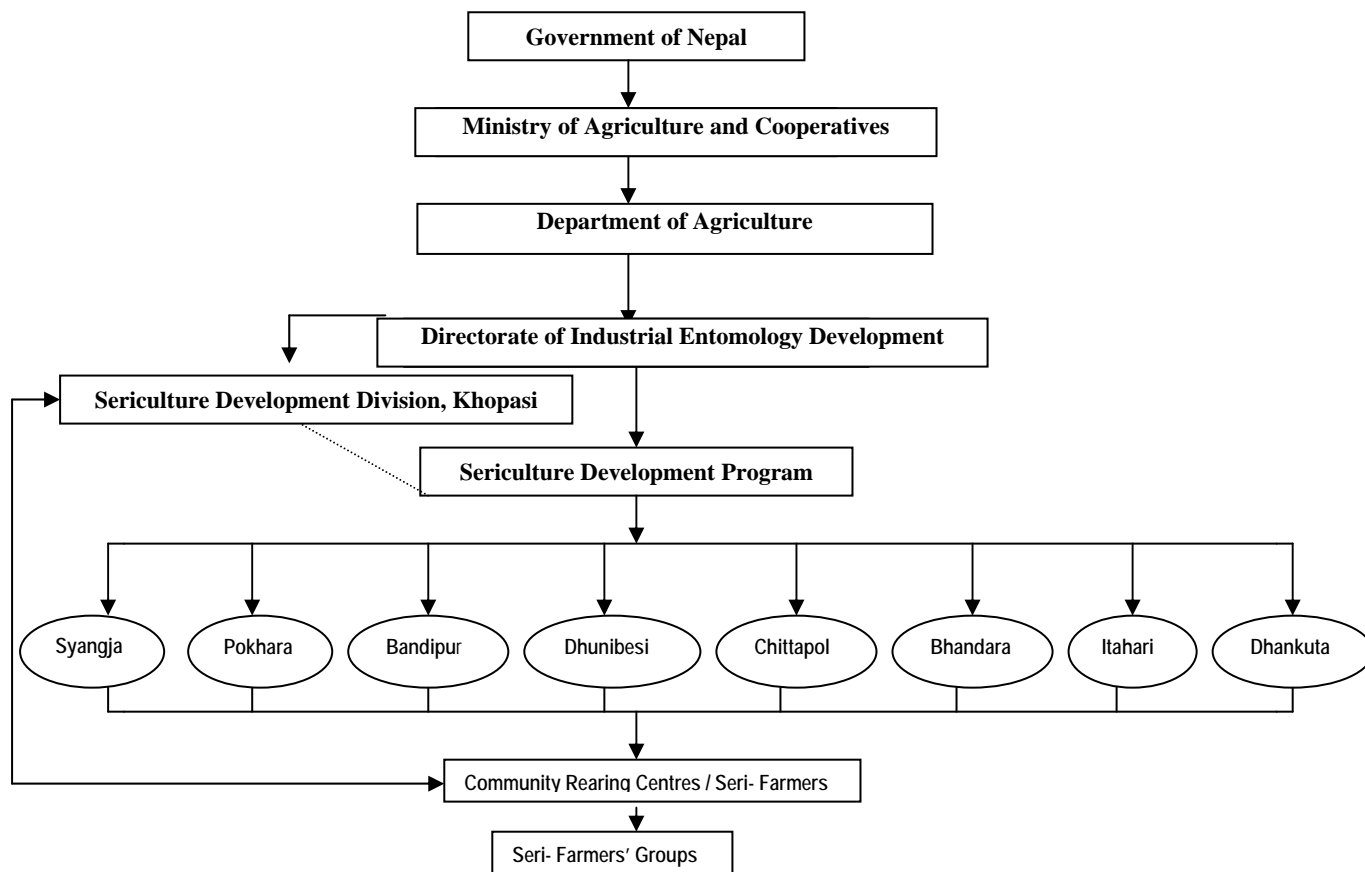 Government of Nepal
Ministry of Agriculture and Cooperatives
Department of Agriculture
Directorate of Industrial Entomology Development
Sericulture Development Division, Khopasi
Sericulture Development Program
Syangja
Pokhara
Bandipur
Dhunibesi
Chittapol
Bhandara
Itahari
Dhankuta
Community Rearing Centres / Seri- Farmers
Seri- Farmers' Groups